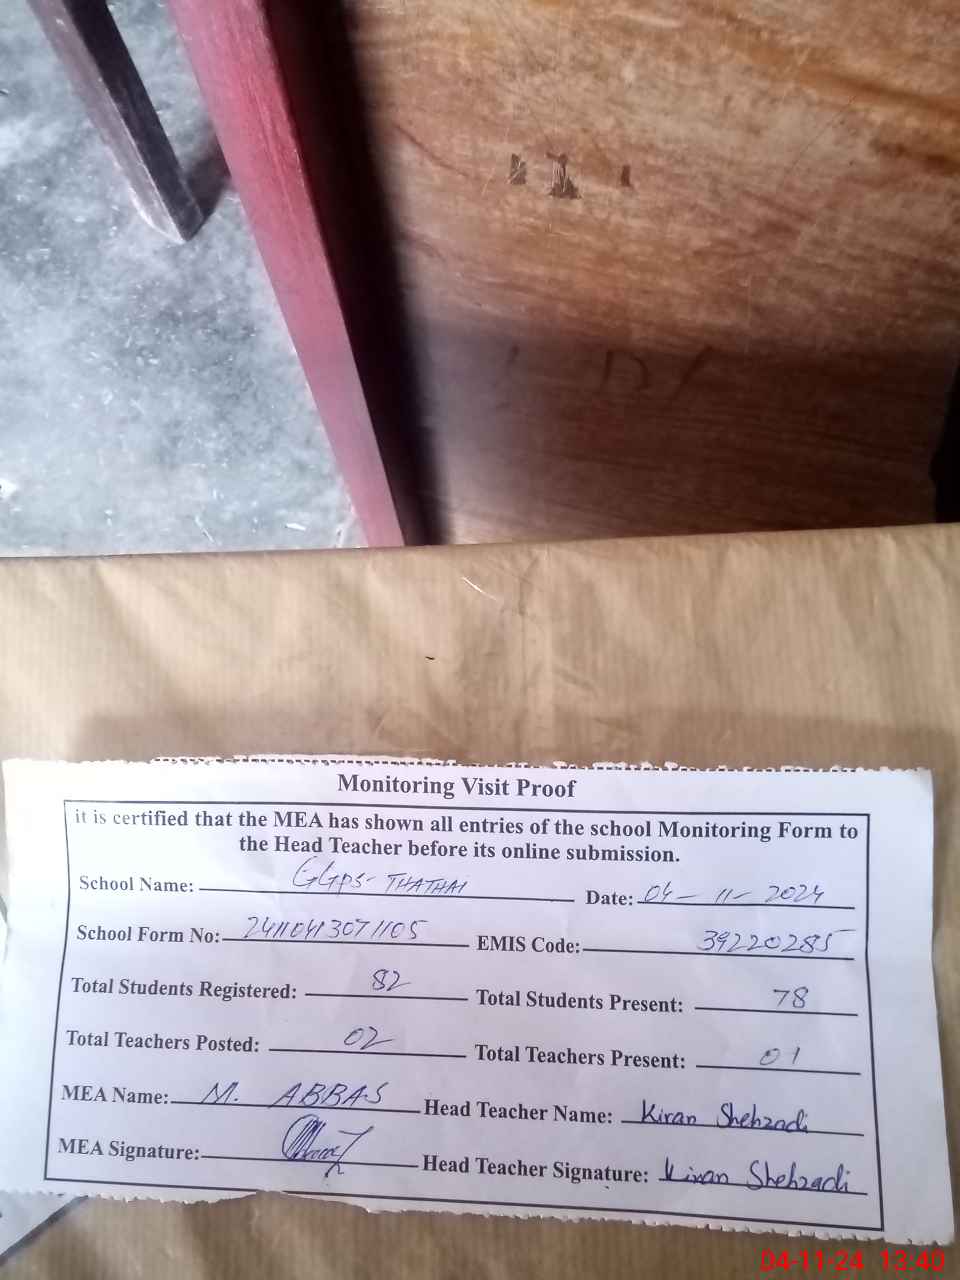 Monitoring Visit Proof
it is certified that the MEA has shown all entries of the school Monitoring Form to
the Head Teacher before its online submission.
School Name: GGPS- THATHAI Date: 04-11-2024
School Form No: 24110413071105 EMIS Code: 39220285
Total Students Registered: 82 Total Students Present: 78
Total Teachers Posted: 02 Total Teachers Present: 01
MEA Name: M. ABBAS Head Teacher Name: Kiran Shehzadi
MEA Signature: Head Teacher Signature: Kiran Shehzadi
04-11-24 13:40